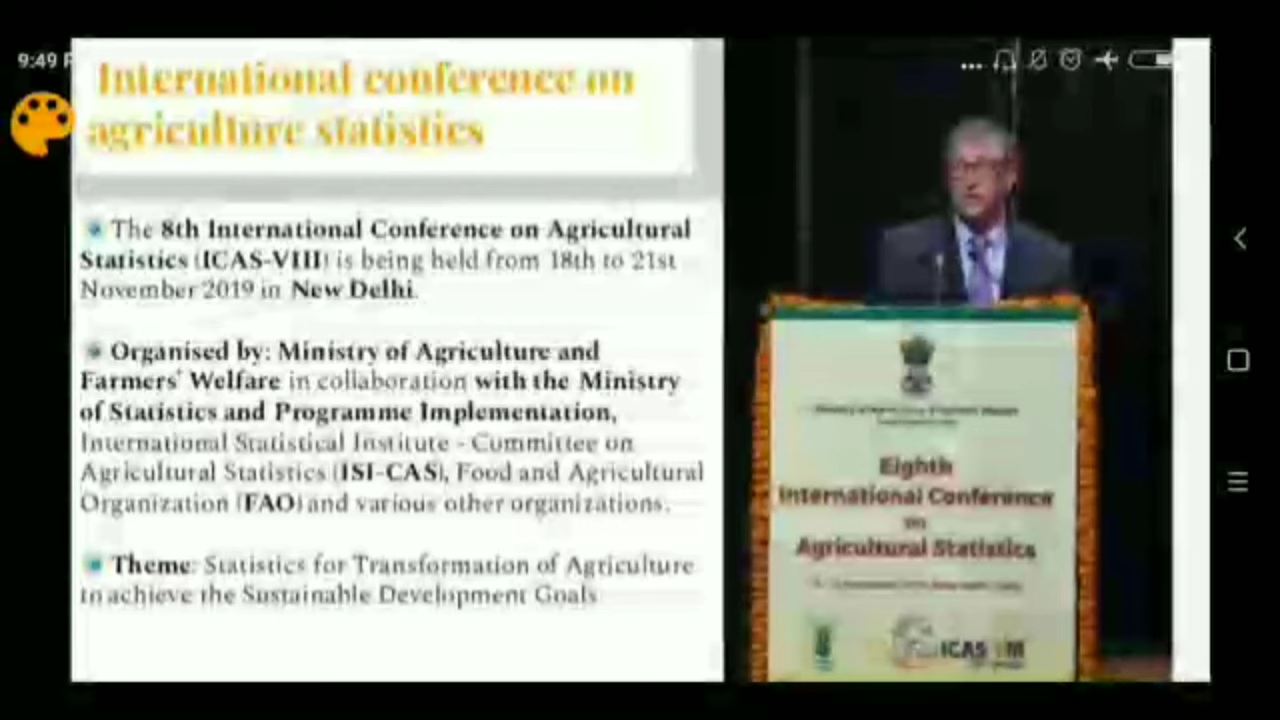 9:49 P
International conference on
agriculture statistics
The 8th International Conference on Agricultural
Statistics (ICAS-VIII) is being held from 18th to 21st
November 2019 in New Delhi.
Organised by: Ministry of Agriculture and
Farmers' Welfare in collaboration with the Ministry
of Statistics and Programme Implementation,
International Statistical Institute - Committee on
Agricultural Statistics (ISI-CAS), Food and Agricultural
Organization (FAO) and various other organizations.
Theme: Statistics for Transformation of Agriculture
to achieve the Sustainable Development Goals
Eighth
International Conference
on
Agricultural Statistics
ICAS